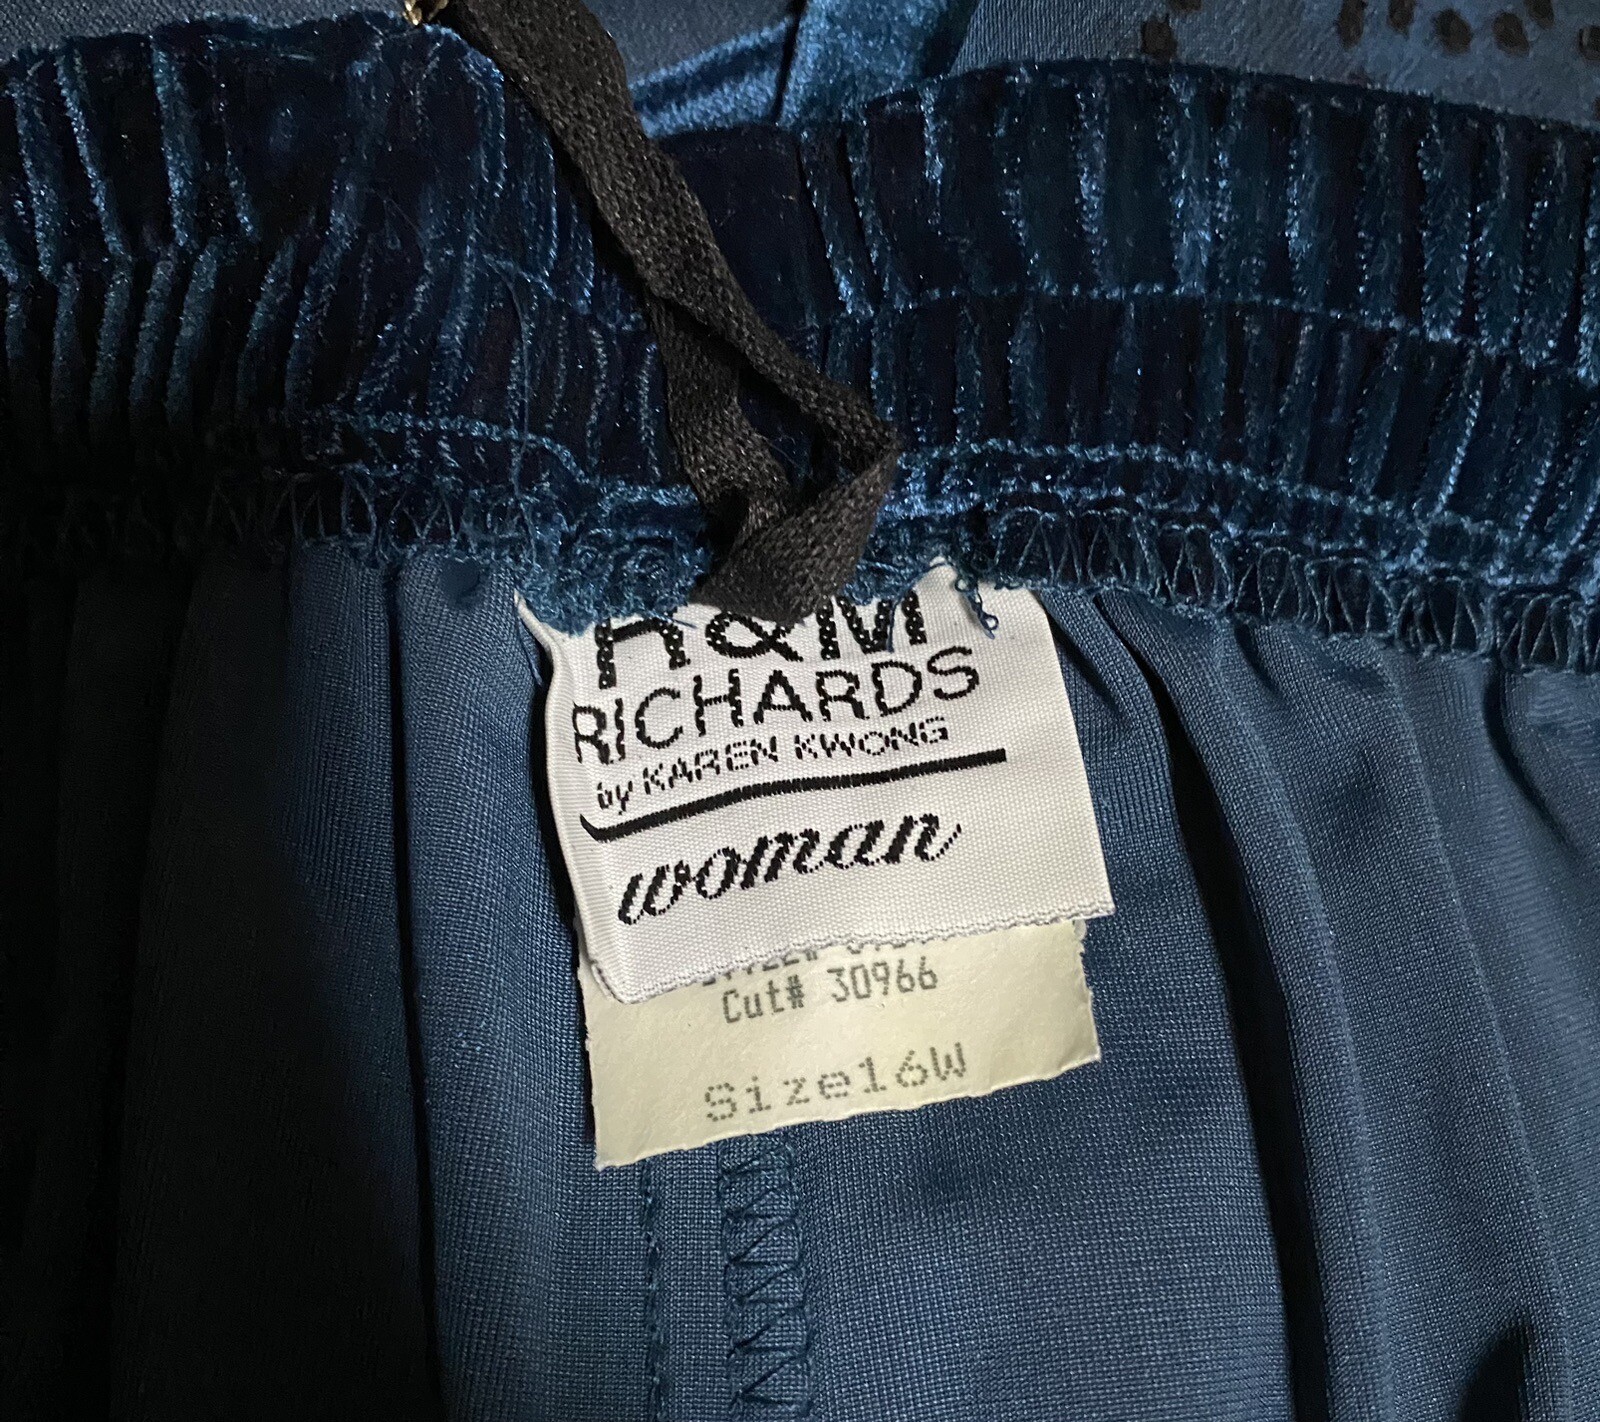 R&M
RICHARDS
by KAREN KWONG
woman
Cut# 30966
Size16W